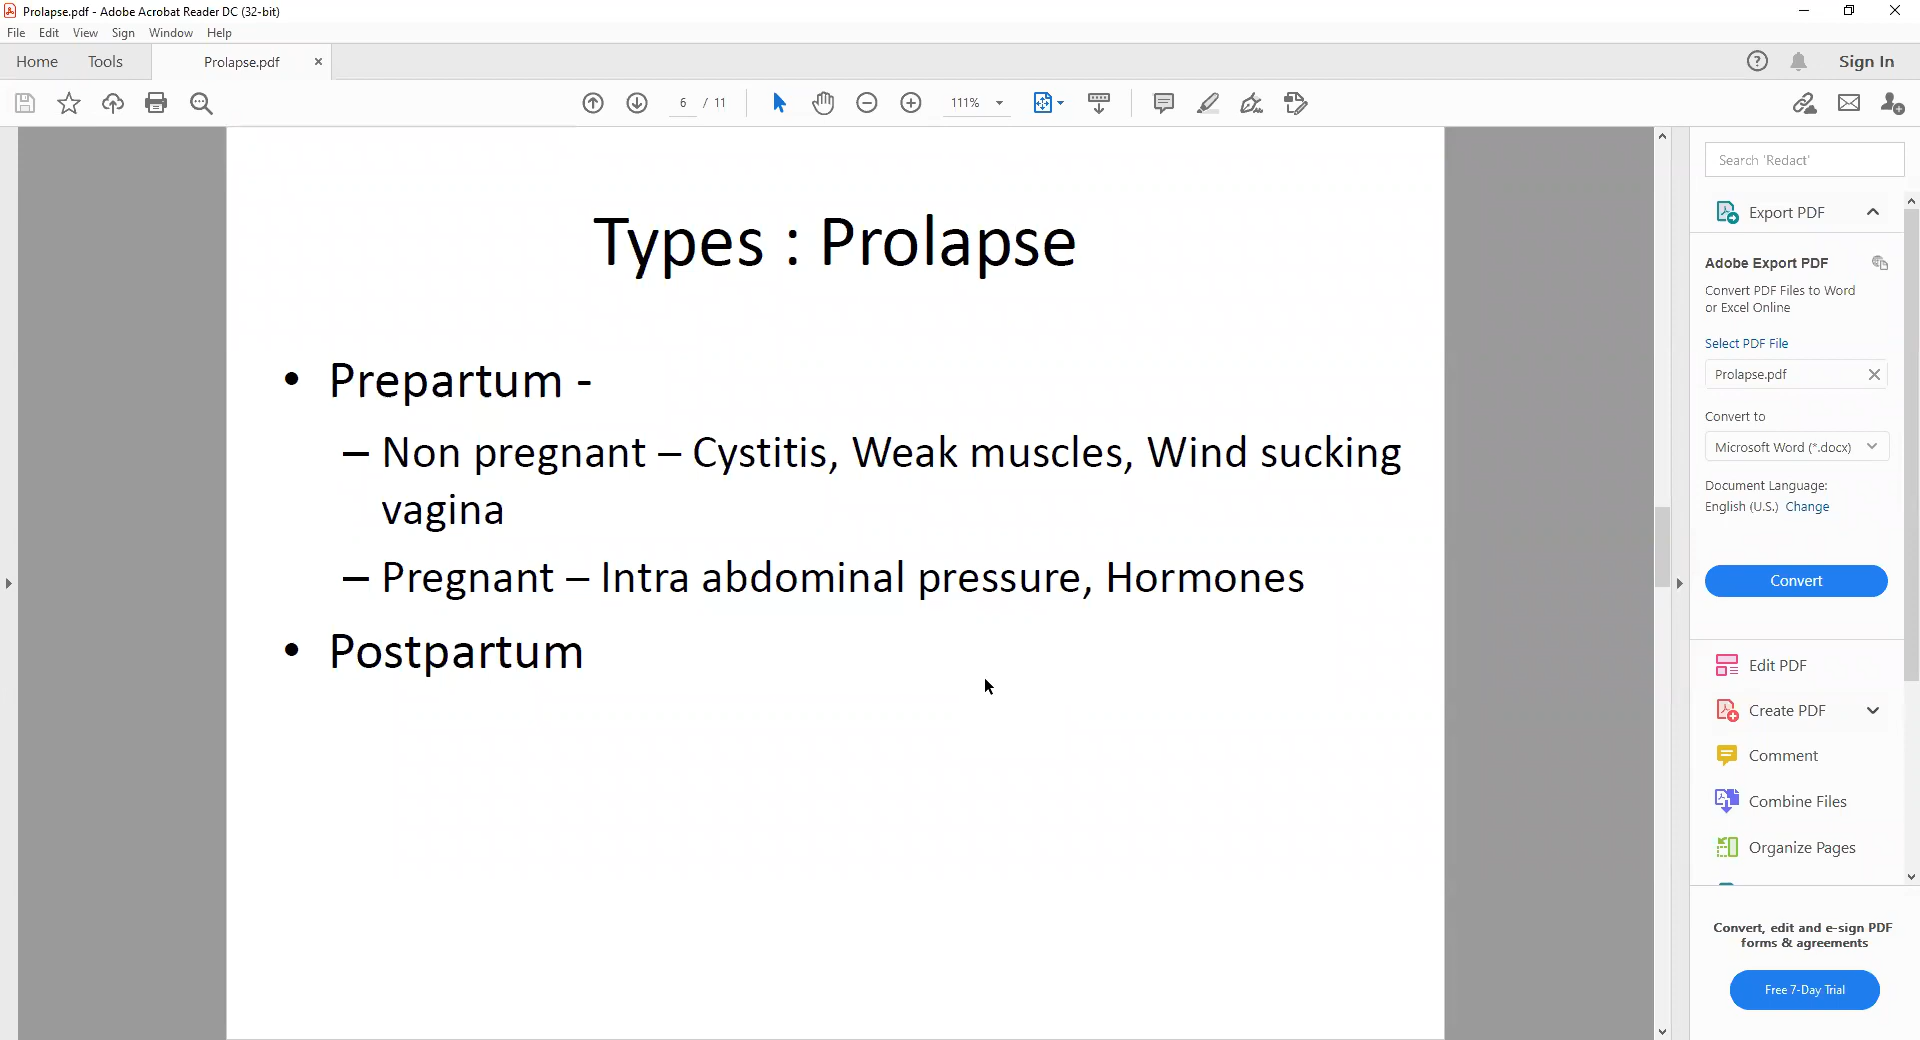 Prolapse.pdf - Adobe Acrobat Reader DC (32-bit)
File Edit View Sign Window Help
Home Tools Prolapse.pdf × Sign In
6 / 11 111%
Types : Prolapse
• Prepartum -
– Non pregnant – Cystitis, Weak muscles, Wind sucking
vagina
– Pregnant – Intra abdominal pressure, Hormones
• Postpartum
Search 'Redact'
Export PDF
Adobe Export PDF
Convert PDF Files to Word
or Excel Online
Select PDF File
Prolapse.pdf
Convert to
Microsoft Word (*.docx)
Document Language:
English (U.S.) Change
Convert
Edit PDF
Create PDF
Comment
Combine Files
Organize Pages
Convert, edit and e-sign PDF
forms & agreements
Free 7-Day Trial